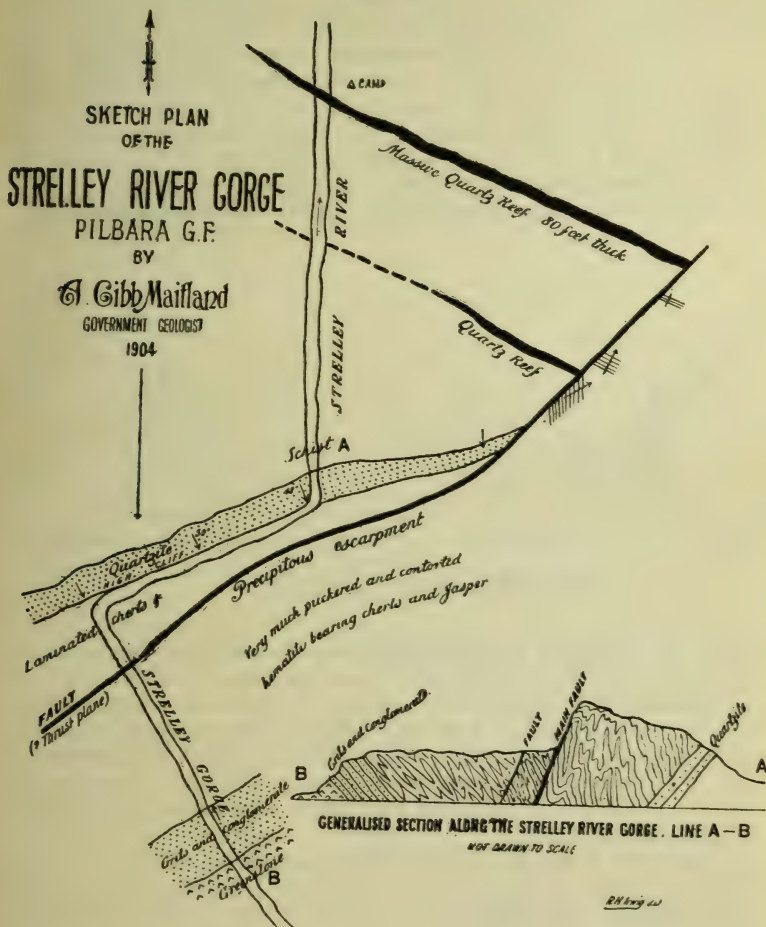 SKETCH PLAN
OF THE
STRELLEY RIVER GORGE
PILBARA G.F.
BY
A. Gibb Maitland
GOVERNMENT GEOLOGIST
1904
CAMP
Massive Quartz Reef 80 feet thick
RIVER
STRELLEY
Quartz Reef
Schist A
Quartzite
HIGH CLIFF
50°
Precipitous escarpment
Laminated cherts &
Very much puckered and contorted
hematite bearing cherts and Jasper
FAULT
(? Thrust plane)
STRELLEY
GORGE
Grits and conglomerate
Greenstone
B
B
Grits and conglomerate
FAULT
MAIN FAULT
Quartzite
A
GENERALISED SECTION ALONG THE STRELLEY RIVER GORGE. LINE A-B
NOT DRAWN TO SCALE